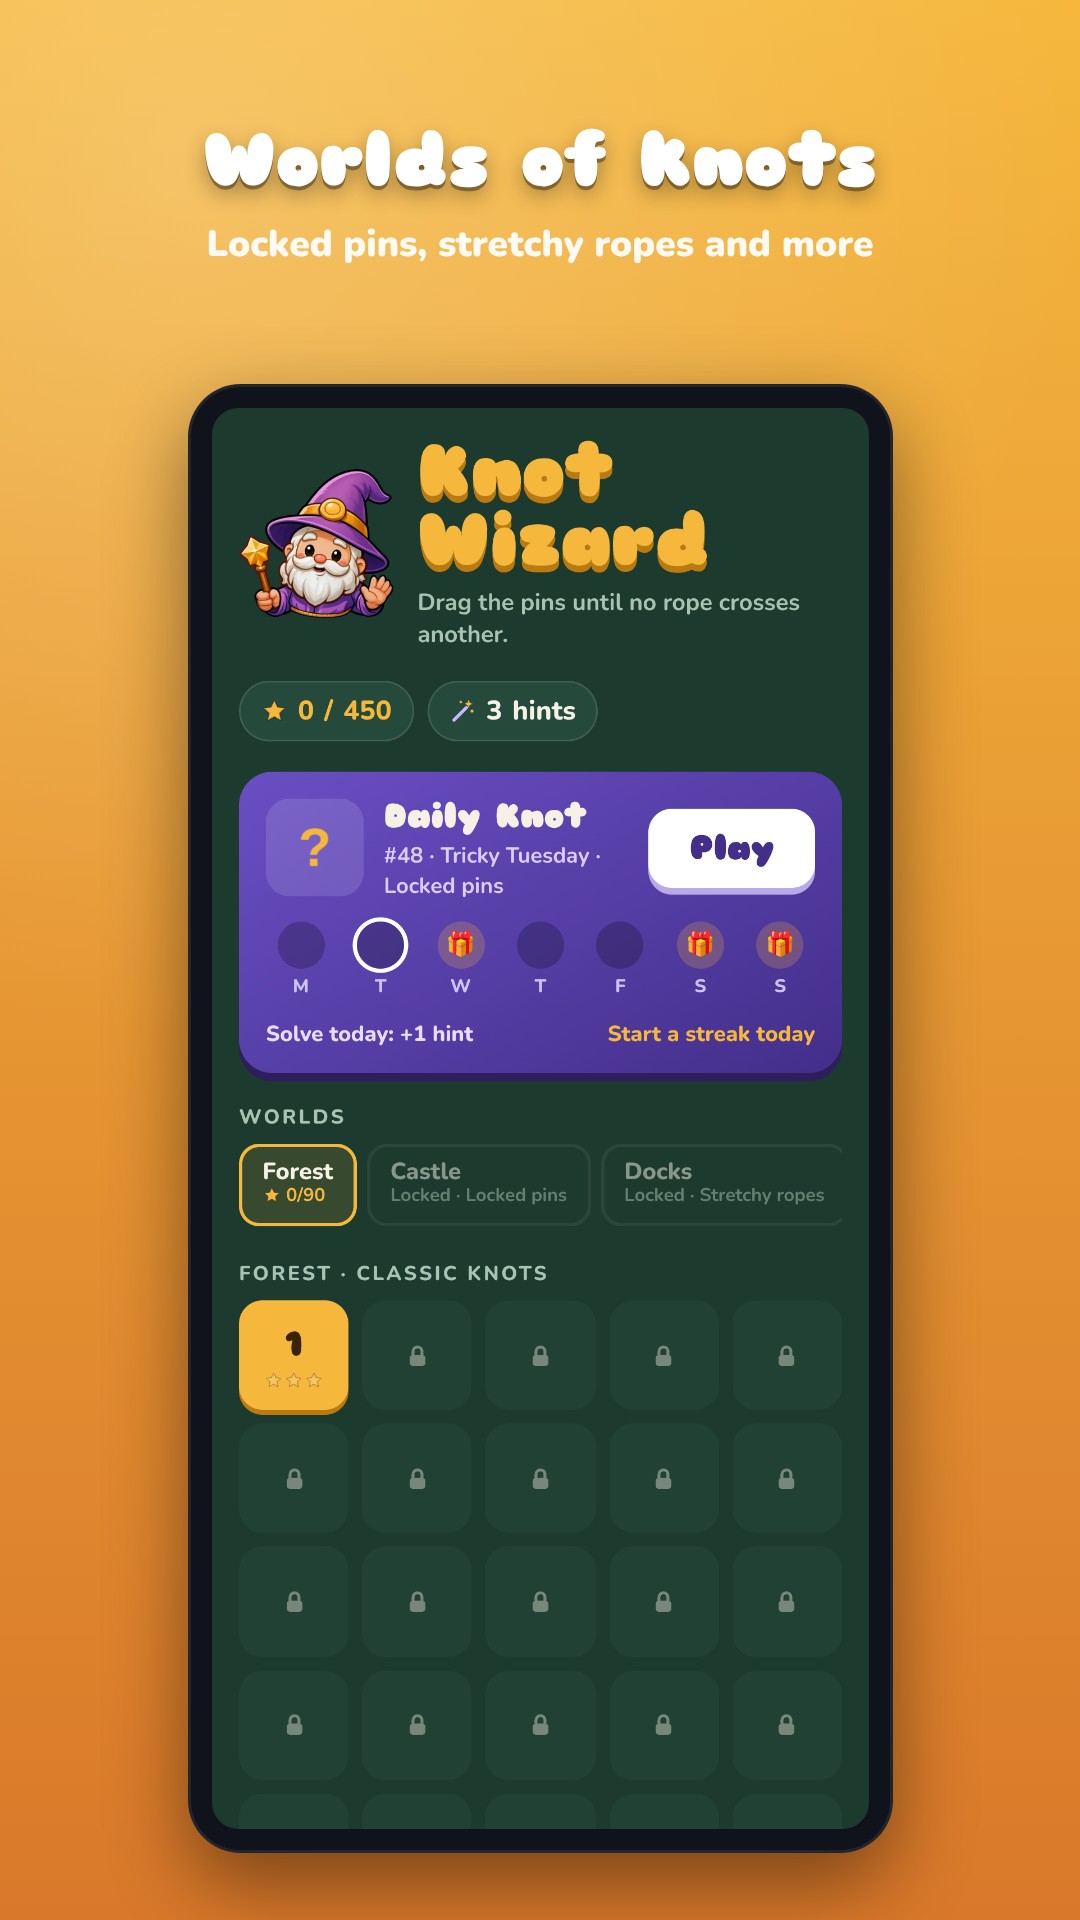 Worlds of Knots
Locked pins, stretchy ropes and more
Knot
Wizard
Drag the pins until no rope crosses
another.
0 / 450
3 hints
?
Daily Knot
#48 · Tricky Tuesday ·
Locked pins
Play
M T W T F S S
Solve today: +1 hint
Start a streak today
WORLDS
Forest
0/90
Castle
Locked · Locked pins
Docks
Locked · Stretchy ropes
FOREST · CLASSIC KNOTS
1